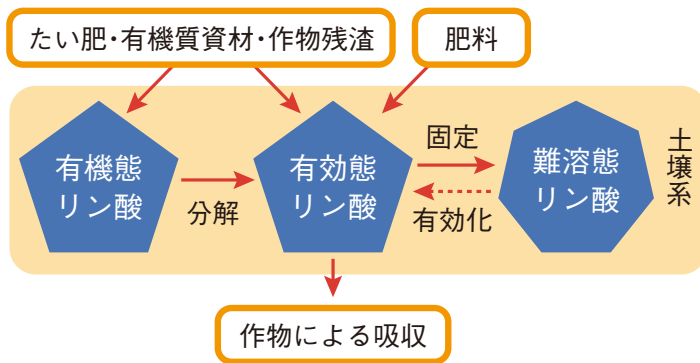 たい肥・有機質資材・作物残渣
肥料
有機態
リン酸
分解
有効態
リン酸
固定
有効化
難溶態
リン酸
土壌系
作物による吸収